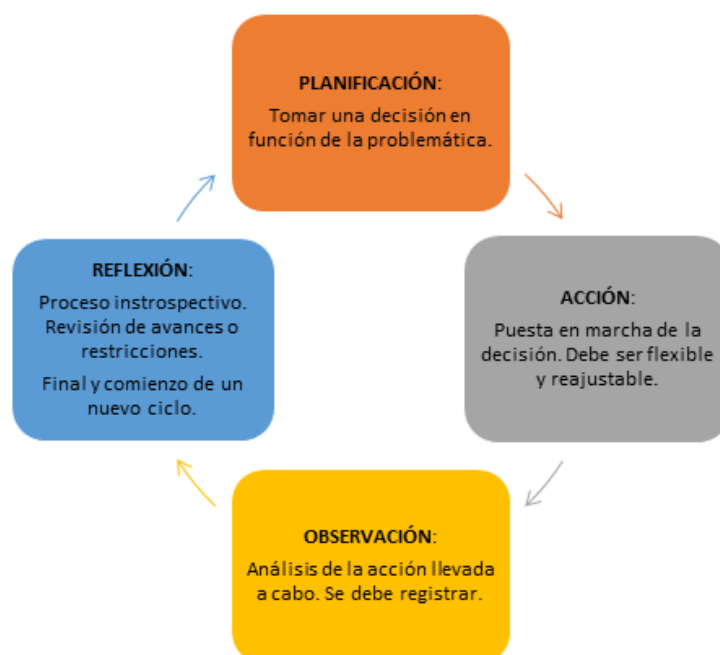 PLANIFICACIÓN:
Tomar una decisión en
función de la problemática.
ACCIÓN:
Puesta en marcha de la
decisión. Debe ser flexible
y reajustable.
OBSERVACIÓN:
Análisis de la acción llevada
a cabo. Se debe registrar.
REFLEXIÓN:
Proceso instrospectivo.
Revisión de avances o
restricciones.
Final y comienzo de un
nuevo ciclo.